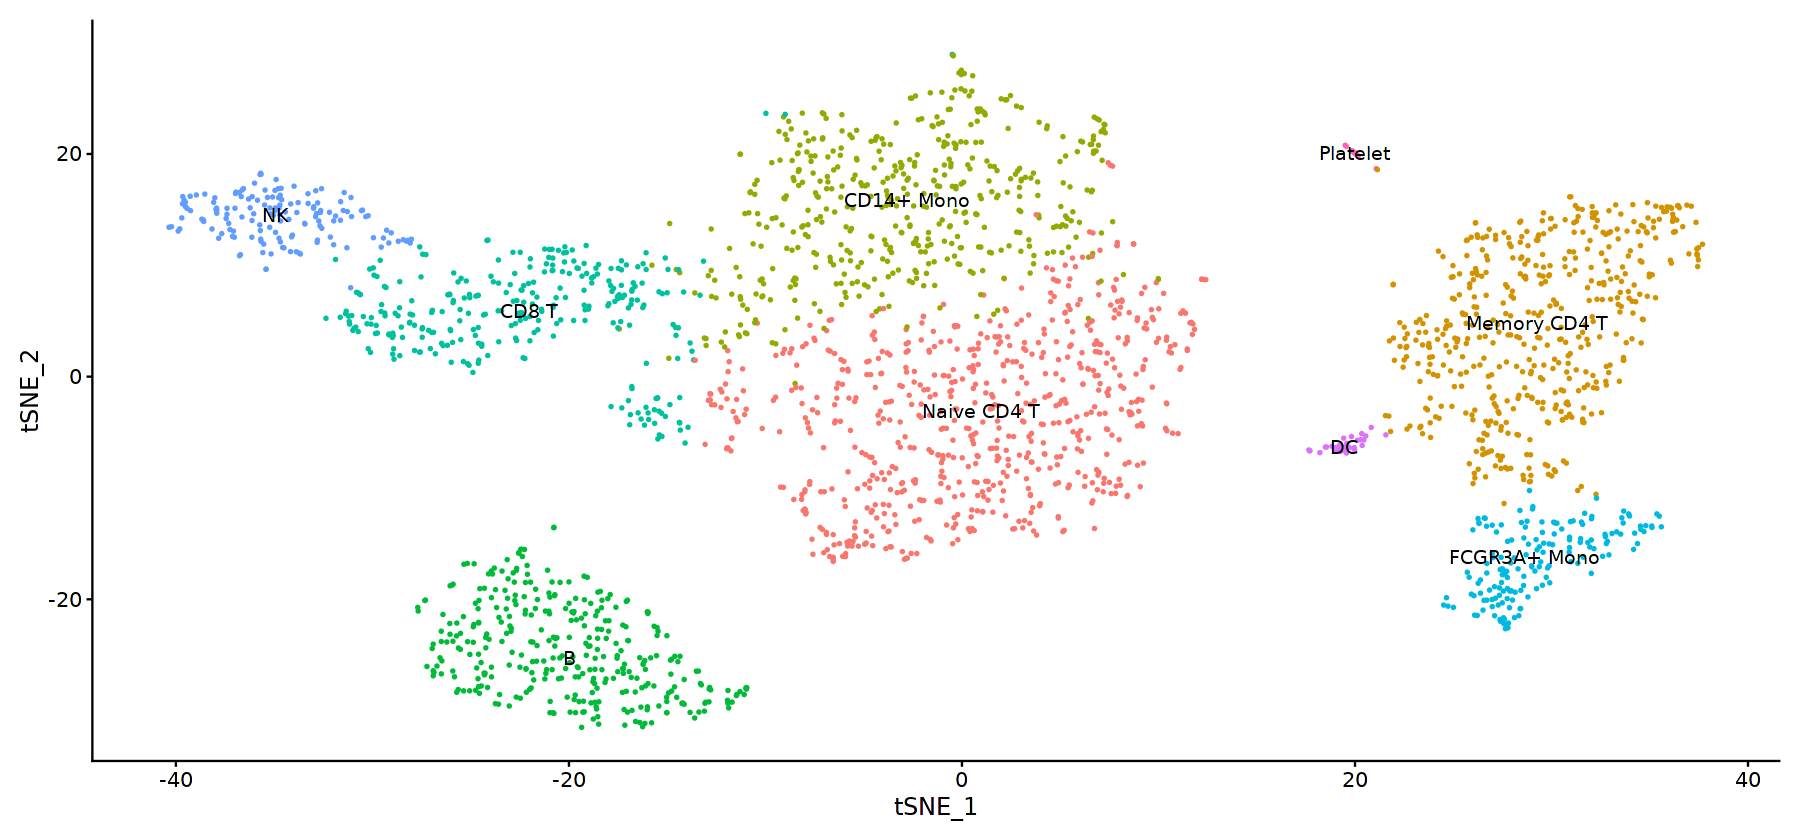 20
0
-20
-40
-20
0
20
40
tSNE_1
tSNE_2
Platelet
CD14+ Mono
NK
CD8 T
Memory CD4 T
Naive CD4 T
DC
FCGR3A+ Mono
B